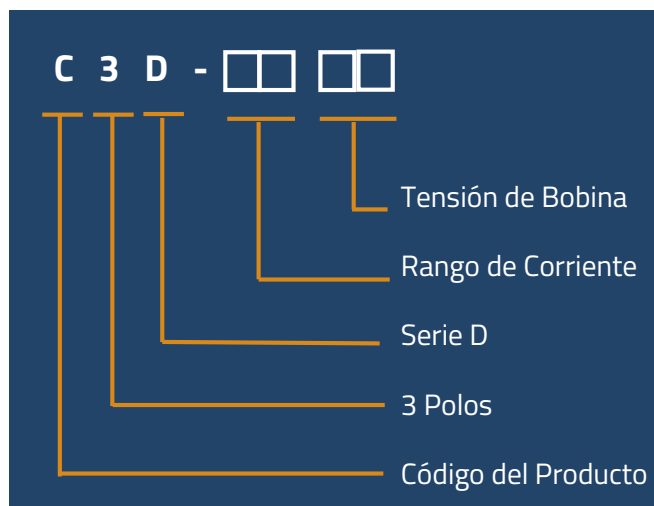 C 3 D - □□ □□
Tensión de Bobina
Rango de Corriente
Serie D
3 Polos
Código del Producto